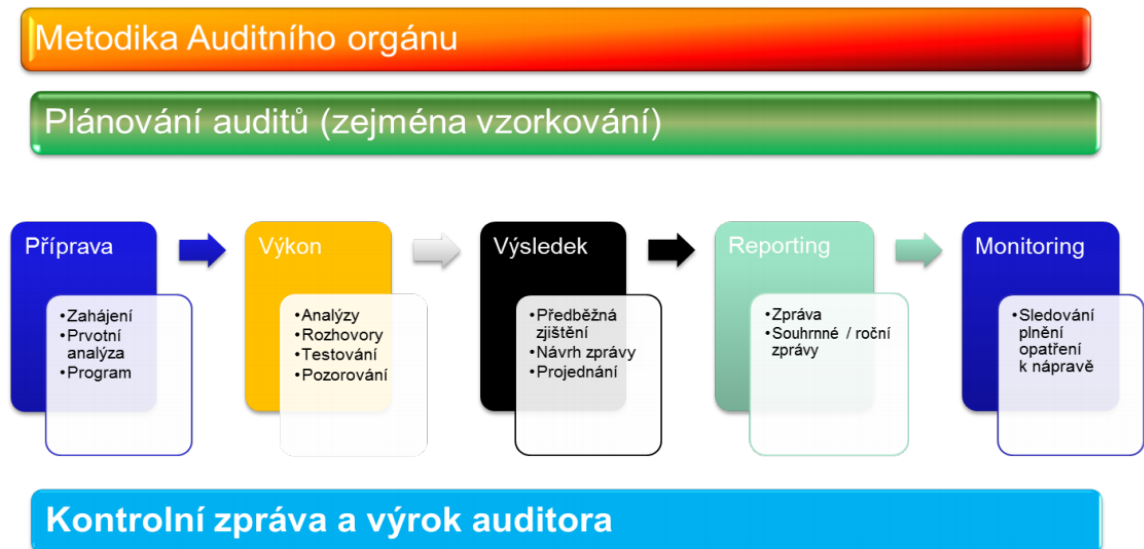 Metodika Auditního orgánu
Plánování auditů (zejména vzorkování)
Příprava
•Zahájení
•Prvotní
analýza
•Program
Výkon
•Analýzy
•Rozhovory
•Testování
•Pozorování
Výsledek
•Předběžná
zjištění
•Návrh zprávy
•Projednání
Reporting
•Zpráva
•Souhrnné / roční
zprávy
Monitoring
•Sledování
plnění
opatření
k nápravě
Kontrolní zpráva a výrok auditora